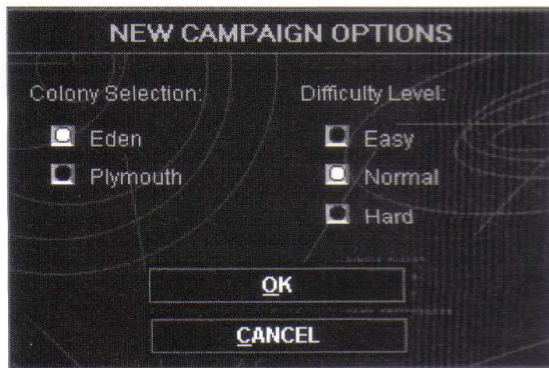 NEW CAMPAIGN OPTIONS
Colony Selection:
Eden
Plymouth
Difficulty Level:
Easy
Normal
Hard
OK
CANCEL